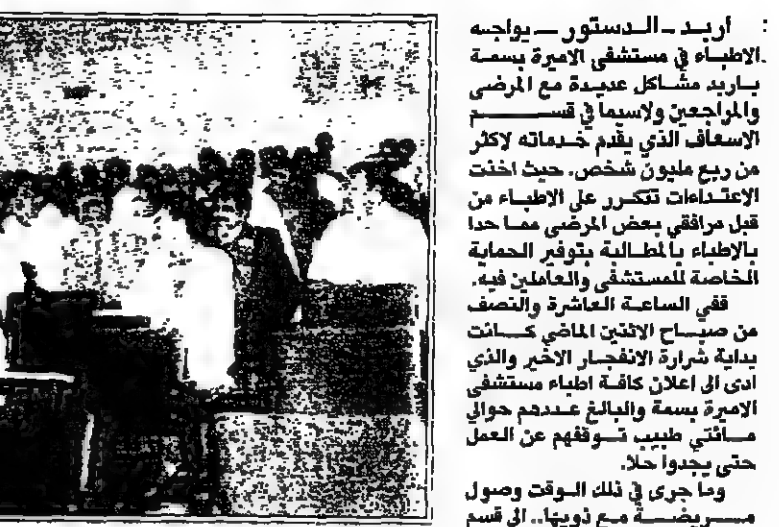 اربد - الدستور - يواجه
الاطباء في مستشفى الاميرة بسمة
باربد مشاكل عديدة مع المرضى
والمراجعين ولاسيما في قسم
الاسعاف الذي يقدم خدماته لاكثر
من ربع مليون شخص. حيث اخذت
الاعتداءات تتكرر على الاطباء من
قبل مرافقي بعض المرضى مما حدا
بالاطباء بالمطالبة بتوفير الحماية
الخاصة للمستشفى والعاملين فيه.
ففي الساعة العاشرة والنصف
من صباح الاثنين الماضي كانت
بداية شرارة الانفجار الاخير والذي
ادى الى اعلان كافة اطباء مستشفى
الاميرة بسمة والبالغ عددهم حوالي
مائتي طبيب توقفهم عن العمل
حتى يجدوا حلا.
وما جرى في ذلك الوقت وصول
مريضة مع ذويها.. الى قسم